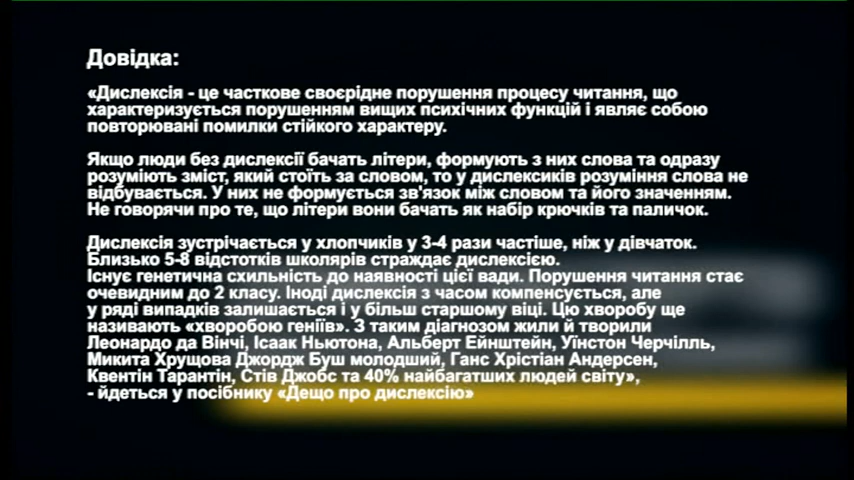 Довідка:
«Дислексія - це часткове своєрідне порушення процесу читання, що
характеризується порушенням вищих психічних функцій і являє собою
повторювані помилки стійкого характеру.
Якщо люди без дислексії бачать літери, формують з них слова та одразу
розуміють зміст, який стоїть за словом, то у дислексиків розуміння слова не
відбувається. У них не формується зв'язок між словом та його значенням.
Не говорячи про те, що літери вони бачать як набір крючків та паличок.
Дислексія зустрічається у хлопчиків у 3-4 рази частіше, ніж у дівчаток.
Близько 5-8 відстотків школярів страждає дислексією.
Існує генетична схильність до наявності цієї вади. Порушення читання стає
очевидним до 2 класу. Іноді дислексія з часом компенсується, але
у ряді випадків залишається і у більш старшому віці. Цю хворобу ще
називають «хворобою геніїв». З таким діагнозом жили й творили
Леонардо да Вінчі, Ісаак Ньютона, Альберт Ейнштейн, Уїнстон Черчілль,
Микита Хрущова Джордж Буш молодший, Ганс Хрістіан Андерсен,
Квентін Тарантін, Стів Джобс та 40% найбагатших людей світу»,
- йдеться у посібнику «Дещо про дислексію»